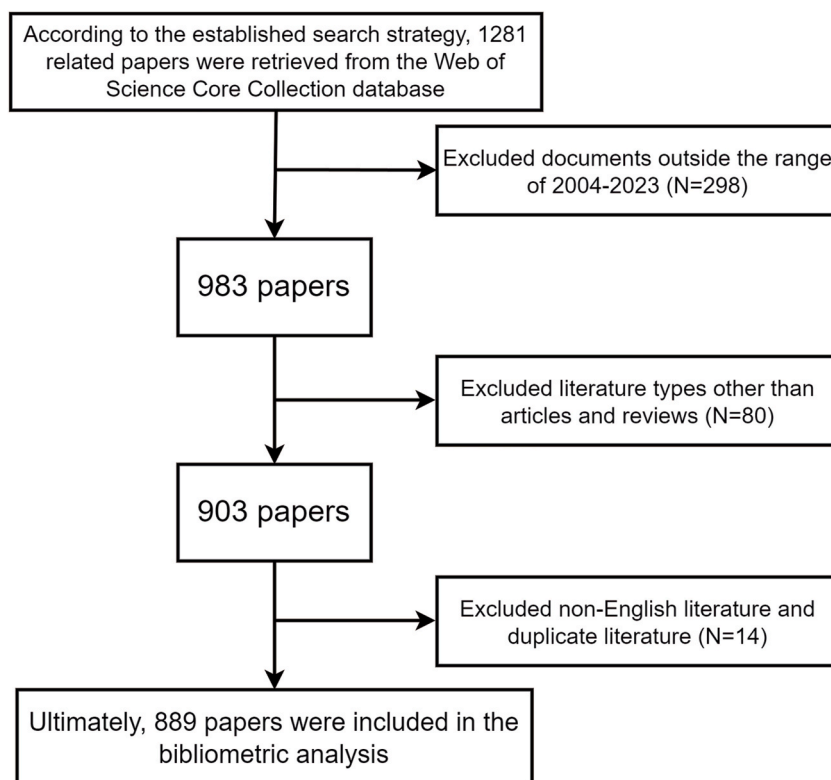 According to the established search strategy, 1281
related papers were retrieved from the Web of
Science Core Collection database
Excluded documents outside the range
of 2004-2023 (N=298)
983 papers
Excluded literature types other than
articles and reviews (N=80)
903 papers
Excluded non-English literature and
duplicate literature (N=14)
Ultimately, 889 papers were included in the
bibliometric analysis